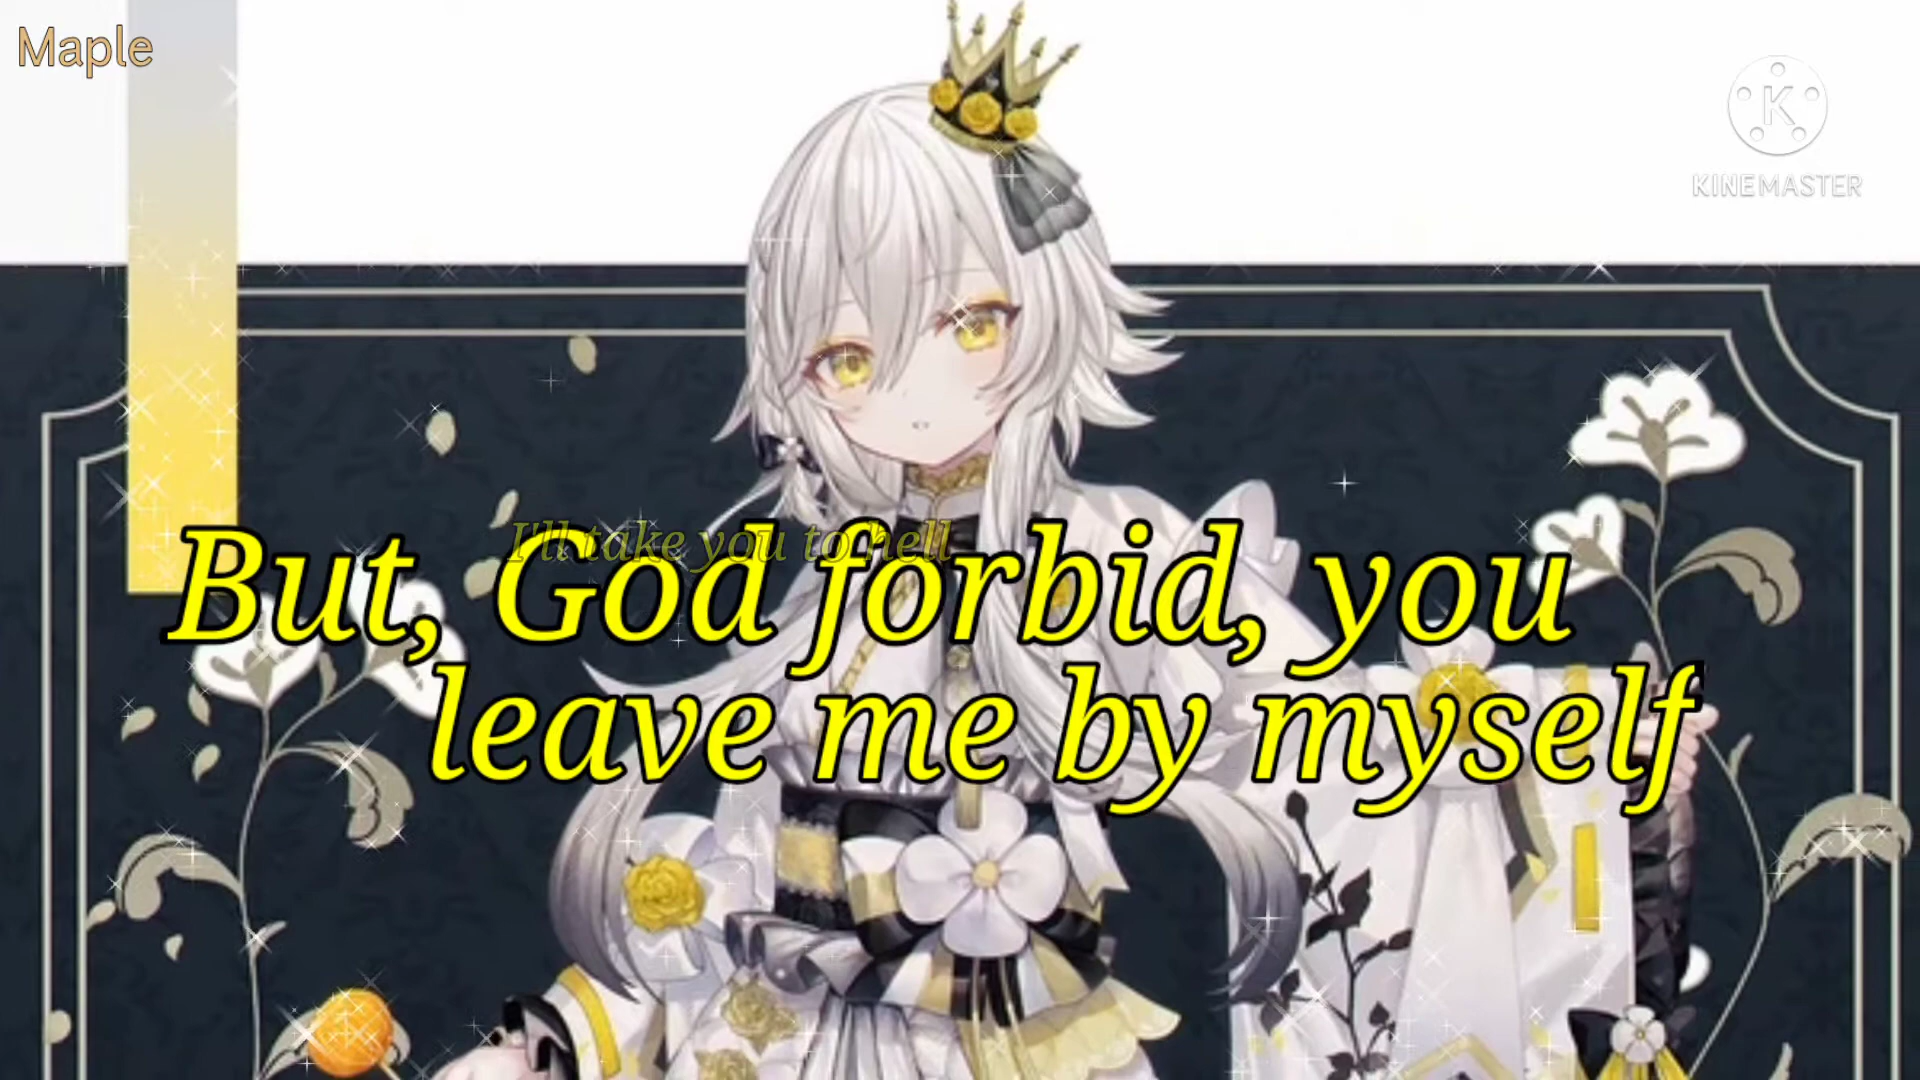 Maple
KINEMASTER
I'll take you to hell
But, God forbid, you
leave me by myself